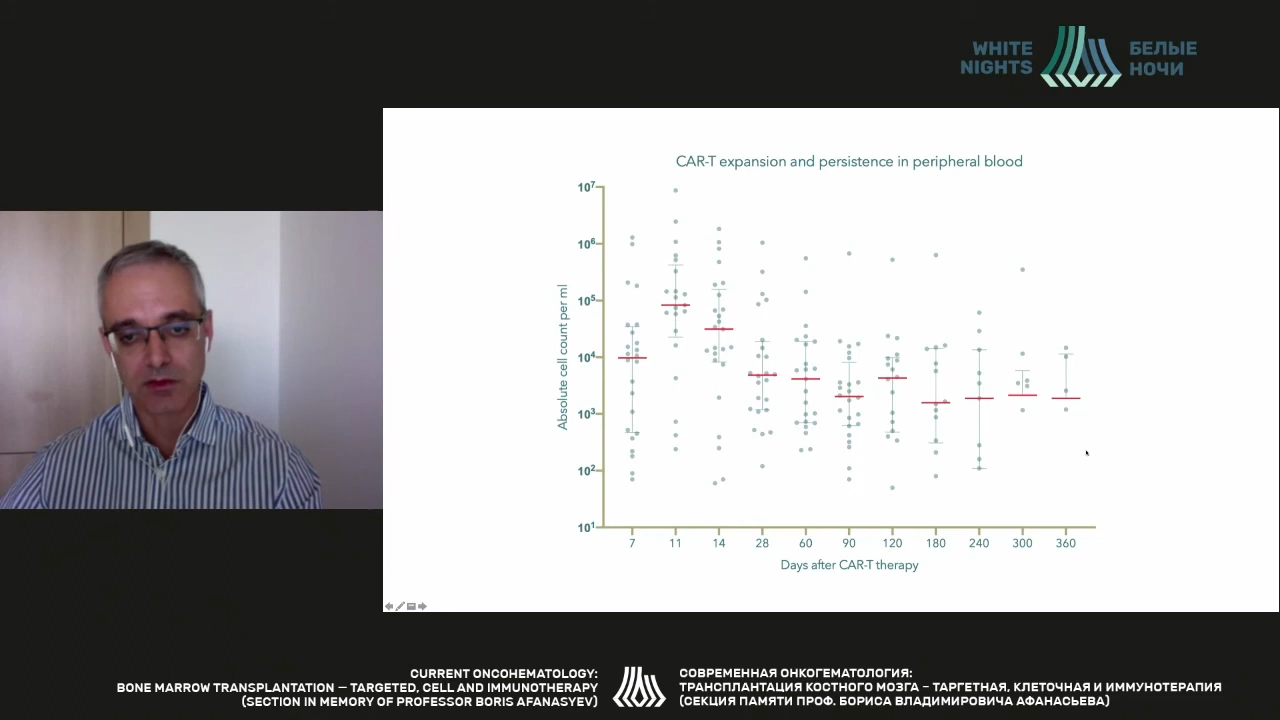 WHITE
NIGHTS
БЕЛЫЕ
НОЧИ
CAR-T expansion and persistence in peripheral blood
Absolute cell count per ml
10⁷
10⁶
10⁵
10⁴
10³
10²
10¹
7 11 14 28 60 90 120 180 240 300 360
Days after CAR-T therapy
CURRENT ONCOHEMATOLOGY:
BONE MARROW TRANSPLANTATION – TARGETED, CELL AND IMMUNOTHERAPY
(SECTION IN MEMORY OF PROFESSOR BORIS AFANASYEV)
СОВРЕМЕННАЯ ОНКОГЕМАТОЛОГИЯ:
ТРАНСПЛАНТАЦИЯ КОСТНОГО МОЗГА – ТАРГЕТНАЯ, КЛЕТОЧНАЯ И ИММУНОТЕРАПИЯ
(СЕКЦИЯ ПАМЯТИ ПРОФ. БОРИСА ВЛАДИМИРОВИЧА АФАНАСЬЕВА)